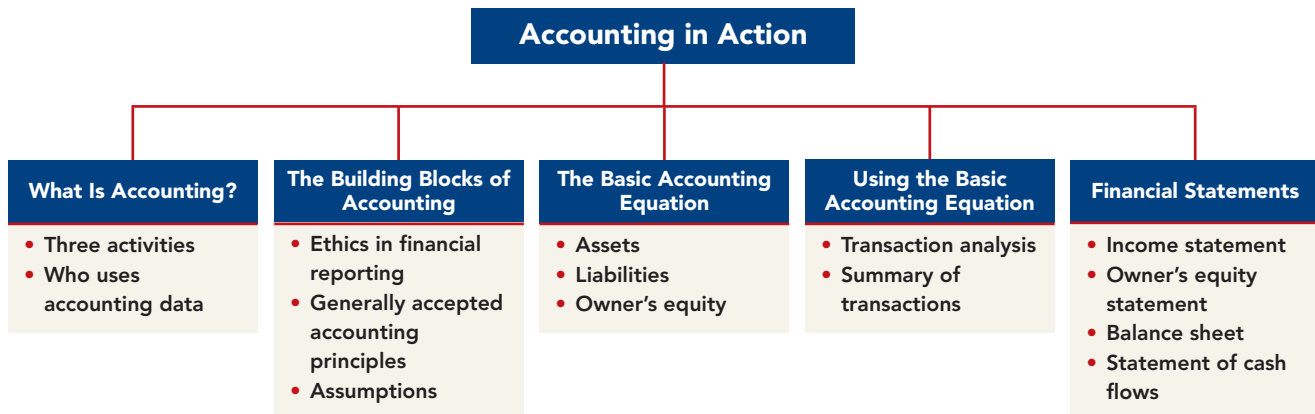 Accounting in Action
What Is Accounting?
• Three activities
• Who uses
accounting data
The Building Blocks of
Accounting
• Ethics in financial
reporting
• Generally accepted
accounting
principles
• Assumptions
The Basic Accounting
Equation
• Assets
• Liabilities
• Owner’s equity
Using the Basic
Accounting Equation
• Transaction analysis
• Summary of
transactions
Financial Statements
• Income statement
• Owner’s equity
statement
• Balance sheet
• Statement of cash
flows